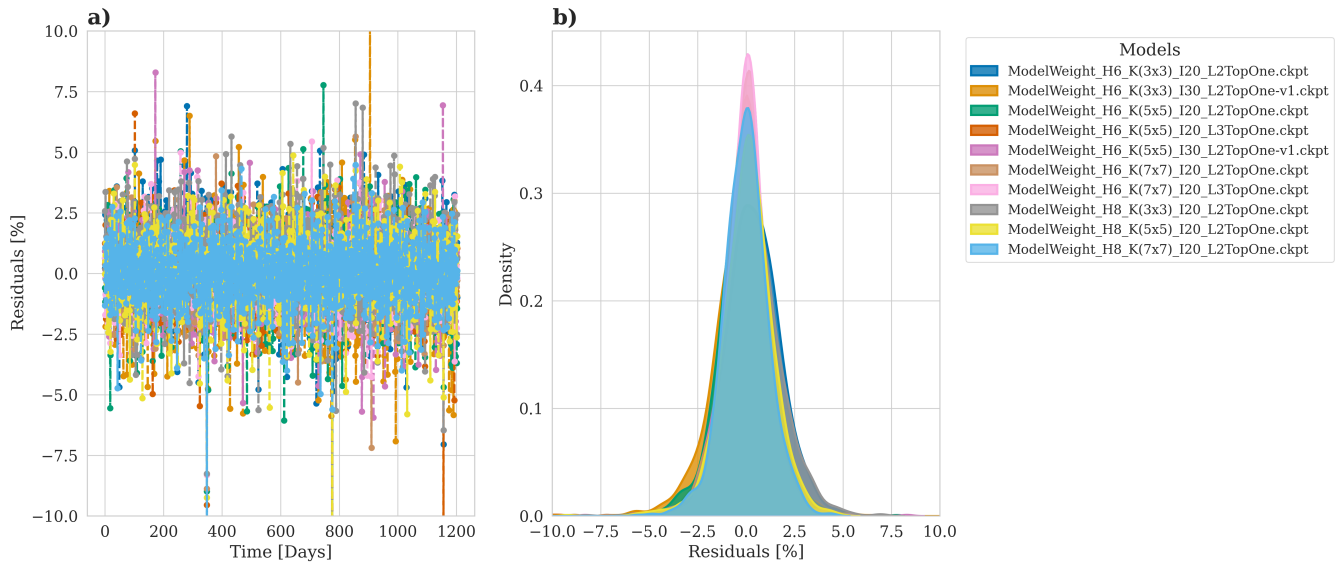 a)
10.0
7.5
5.0
2.5
0.0
−2.5
−5.0
−7.5
−10.0
Residuals [%]
0 200 400 600 800 1000 1200
Time [Days]
b)
0.4
0.3
0.2
0.1
0.0
Density
−10.0 −7.5 −5.0 −2.5 0.0 2.5 5.0 7.5 10.0
Residuals [%]
Models
ModelWeight_H6_K(3x3)_I20_L2TopOne.ckpt
ModelWeight_H6_K(3x3)_I30_L2TopOne-v1.ckpt
ModelWeight_H6_K(5x5)_I20_L2TopOne.ckpt
ModelWeight_H6_K(5x5)_I20_L3TopOne.ckpt
ModelWeight_H6_K(5x5)_I30_L2TopOne-v1.ckpt
ModelWeight_H6_K(7x7)_I20_L2TopOne.ckpt
ModelWeight_H6_K(7x7)_I20_L3TopOne.ckpt
ModelWeight_H8_K(3x3)_I20_L2TopOne.ckpt
ModelWeight_H8_K(5x5)_I20_L2TopOne.ckpt
ModelWeight_H8_K(7x7)_I20_L2TopOne.ckpt